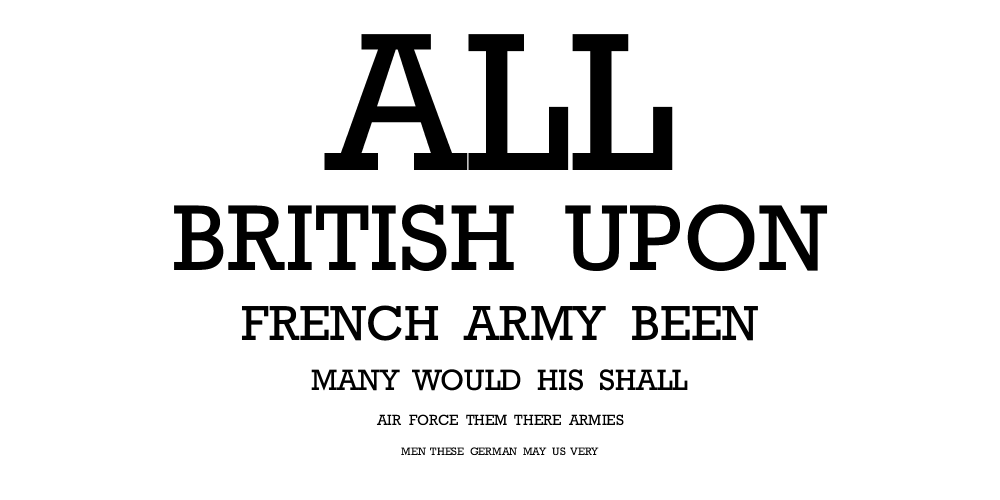 ALL
BRITISH UPON
FRENCH ARMY BEEN
MANY WOULD HIS SHALL
AIR FORCE THEM THERE ARMIES
MEN THESE GERMAN MAY US VERY